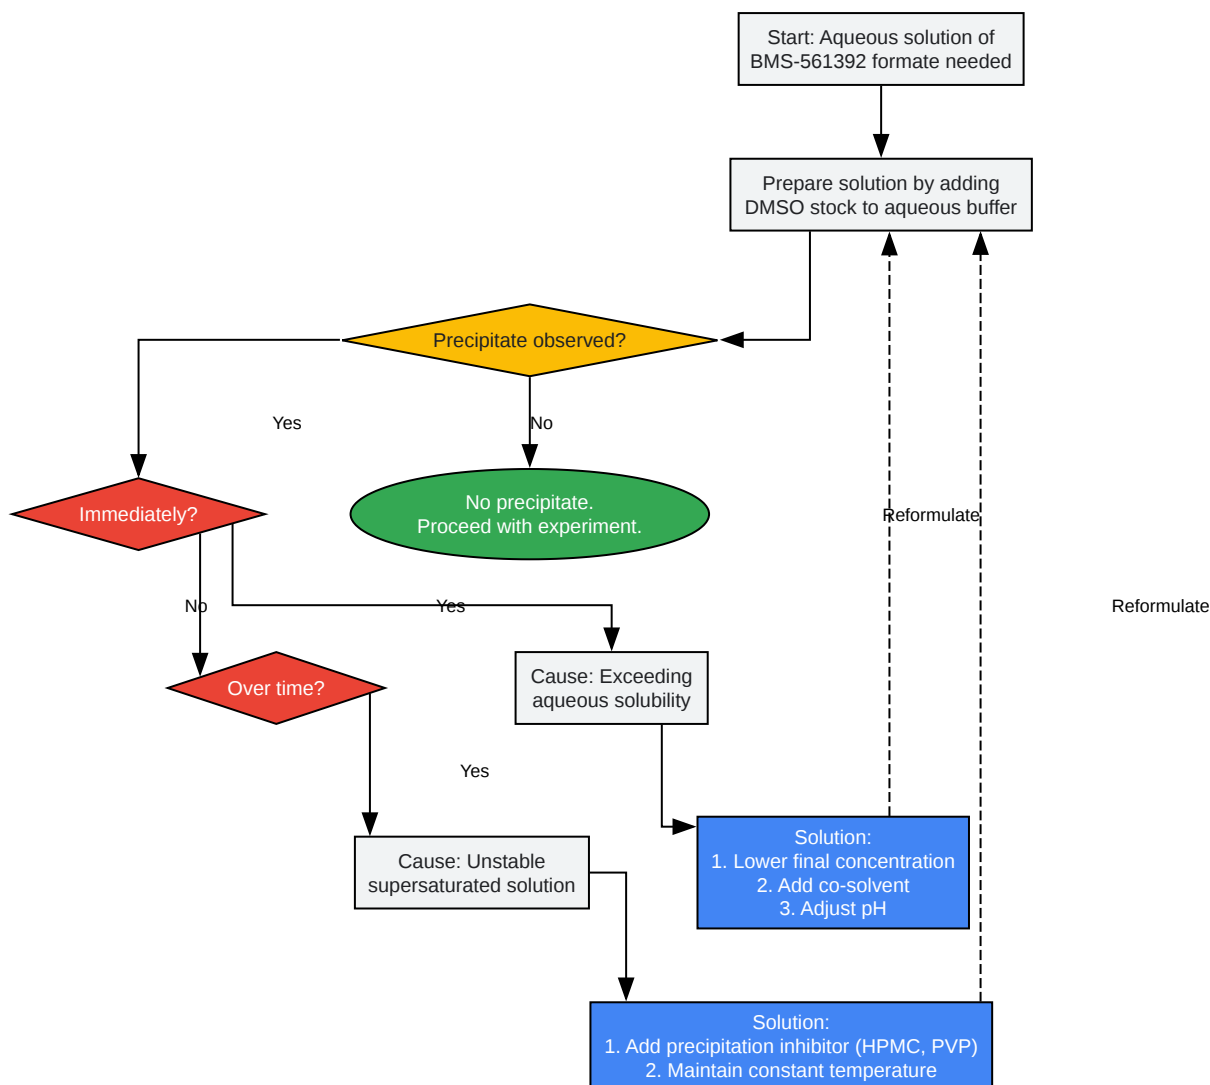 Start: Aqueous solution of
BMS-561392 formate needed
Prepare solution by adding
DMSO stock to aqueous buffer
Precipitate observed?
Yes
No
Immediately?
No precipitate.
Proceed with experiment.
Reformulate
No
Yes
Reformulate
Over time?
Cause: Exceeding
aqueous solubility
Yes
Cause: Unstable
supersaturated solution
Solution:
1. Lower final concentration
2. Add co-solvent
3. Adjust pH
Solution:
1. Add precipitation inhibitor (HPMC, PVP)
2. Maintain constant temperature